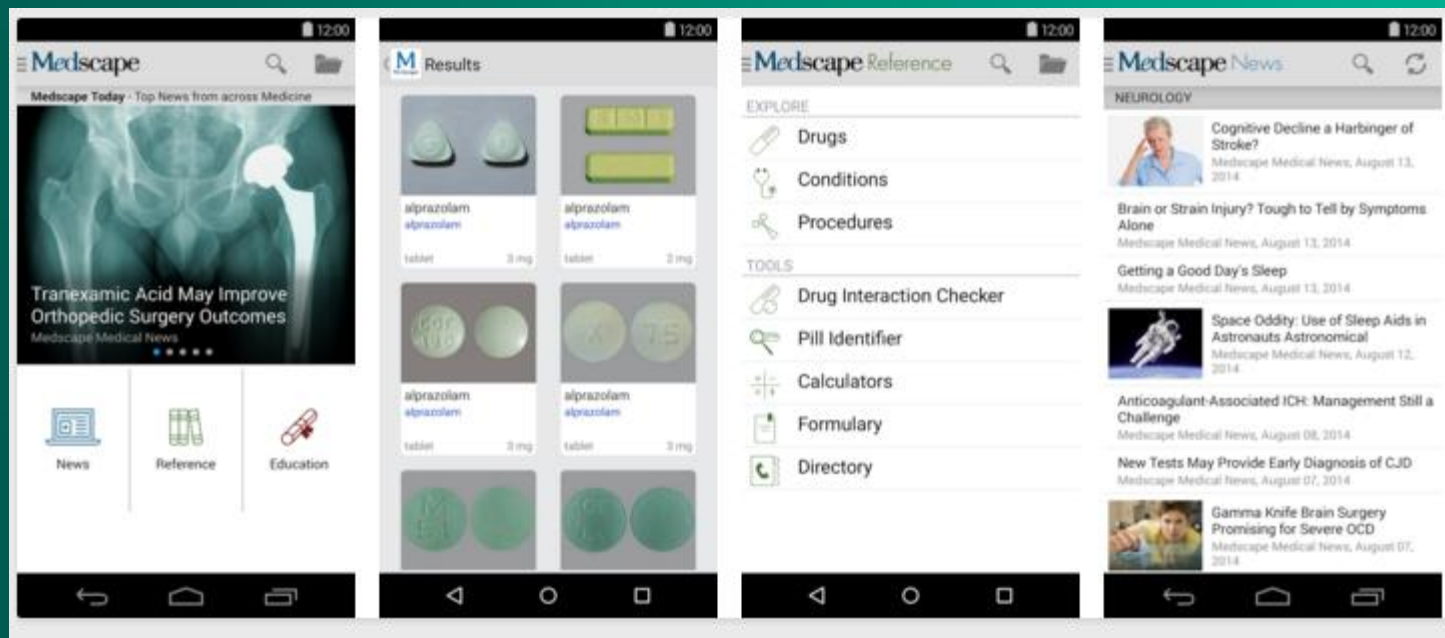 12:00
Medscape
Medscape Today - Top News from across Medicine
Tranexamic Acid May Improve
Orthopedic Surgery Outcomes
Medscape Medical News
News
Reference
Education
12:00
M
Results
alprazolam
alprazolam
tablet 3 mg
alprazolam
alprazolam
tablet 2 mg
alprazolam
alprazolam
tablet 3 mg
alprazolam
alprazolam
tablet 3 mg
12:00
Medscape Reference
EXPLORE
Drugs
Conditions
Procedures
TOOLS
Drug Interaction Checker
Pill Identifier
Calculators
Formulary
Directory
12:00
Medscape News
NEUROLOGY
Cognitive Decline a Harbinger of
Stroke?
Medscape Medical News, August 13,
2014
Brain or Strain Injury? Tough to Tell by Symptoms
Alone
Medscape Medical News, August 13, 2014
Getting a Good Day's Sleep
Medscape Medical News, August 13, 2014
Space Oddity: Use of Sleep Aids in
Astronauts Astronomical
Medscape Medical News, August 12,
2014
Anticoagulant-Associated ICH: Management Still a
Challenge
Medscape Medical News, August 08, 2014
New Tests May Provide Early Diagnosis of CJD
Medscape Medical News, August 07, 2014
Gamma Knife Brain Surgery
Promising for Severe OCD
Medscape Medical News, August 07,
2014